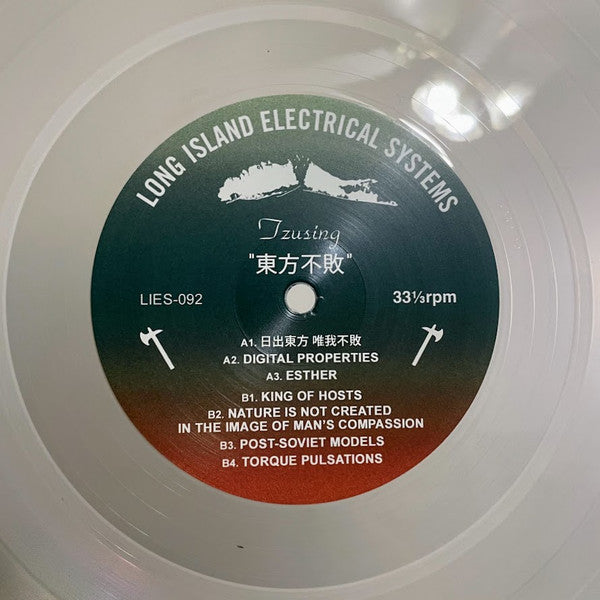 LONG ISLAND ELECTRICAL SYSTEMS
Tzusing
"東方不敗"
LIES-092
33⅓rpm
A1. 日出東方 唯我不敗
A2. DIGITAL PROPERTIES
A3. ESTHER
B1. KING OF HOSTS
B2. NATURE IS NOT CREATED
IN THE IMAGE OF MAN'S COMPASSION
B3. POST-SOVIET MODELS
B4. TORQUE PULSATIONS